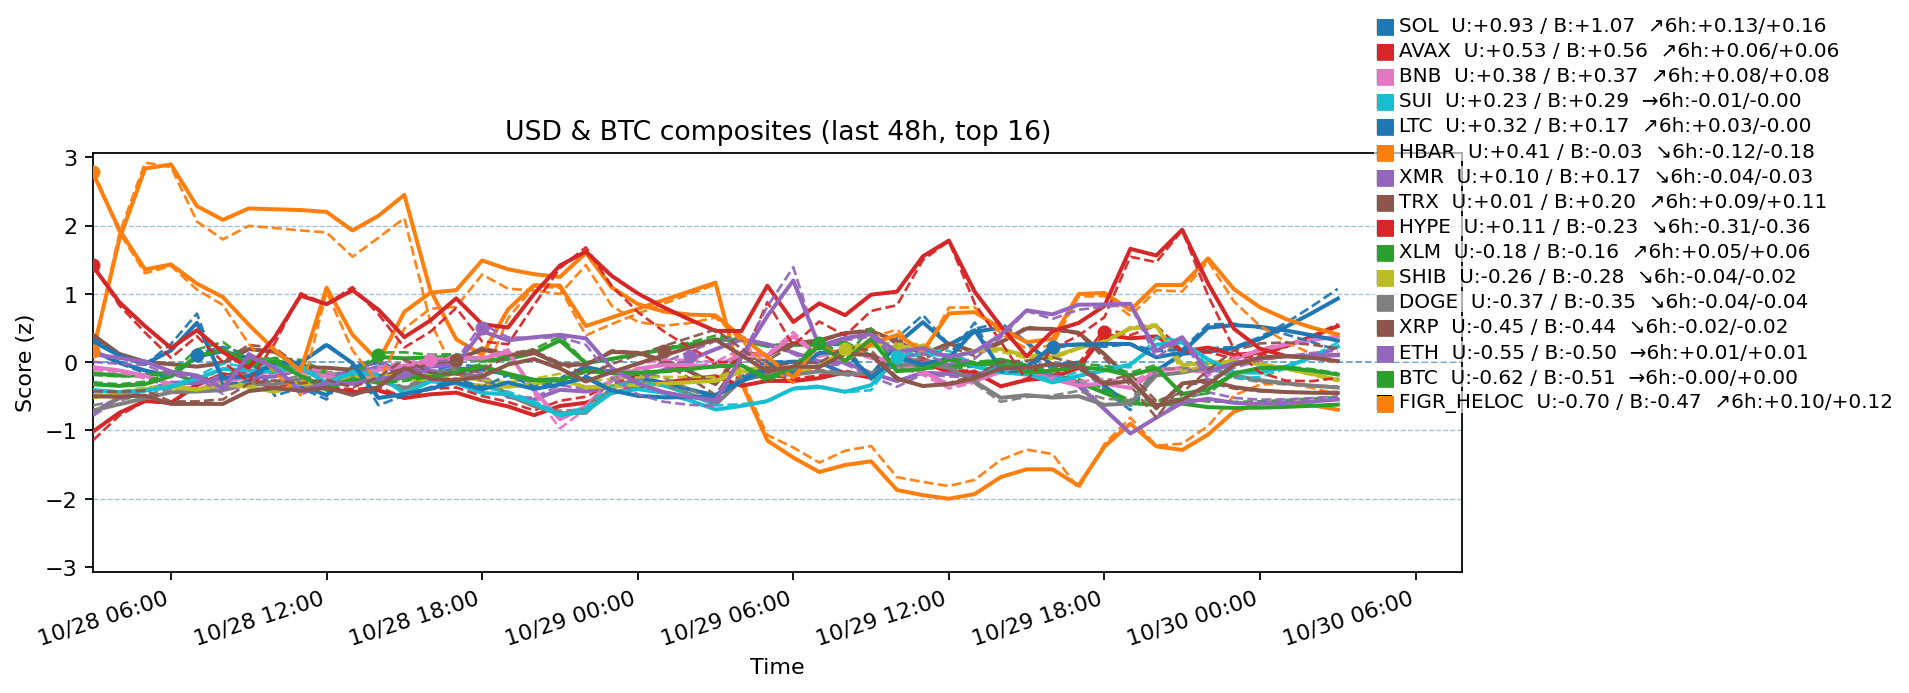 SOL U:+0.93 / B:+1.07 ↗6h:+0.13/+0.16
AVAX U:+0.53 / B:+0.56 ↗6h:+0.06/+0.06
BNB U:+0.38 / B:+0.37 ↗6h:+0.08/+0.08
SUI U:+0.23 / B:+0.29 →6h:-0.01/-0.00
LTC U:+0.32 / B:+0.17 ↗6h:+0.03/-0.00
HBAR U:+0.41 / B:-0.03 ↘6h:-0.12/-0.18
XMR U:+0.10 / B:+0.17 ↘6h:-0.04/-0.03
TRX U:+0.01 / B:+0.20 ↗6h:+0.09/+0.11
HYPE U:+0.11 / B:-0.23 ↘6h:-0.31/-0.36
XLM U:-0.18 / B:-0.16 ↗6h:+0.05/+0.06
SHIB U:-0.26 / B:-0.28 ↘6h:-0.04/-0.02
DOGE U:-0.37 / B:-0.35 ↘6h:-0.04/-0.04
XRP U:-0.45 / B:-0.44 ↘6h:-0.02/-0.02
ETH U:-0.55 / B:-0.50 →6h:+0.01/+0.01
BTC U:-0.62 / B:-0.51 →6h:-0.00/+0.00
FIGR_HELOC U:-0.70 / B:-0.47 ↗6h:+0.10/+0.12
USD & BTC composites (last 48h, top 16)
Score (z)
3
2
1
0
−1
−2
−3
10/28 06:00
10/28 12:00
10/28 18:00
10/29 00:00
10/29 06:00
10/29 12:00
10/29 18:00
10/30 00:00
10/30 06:00
Time